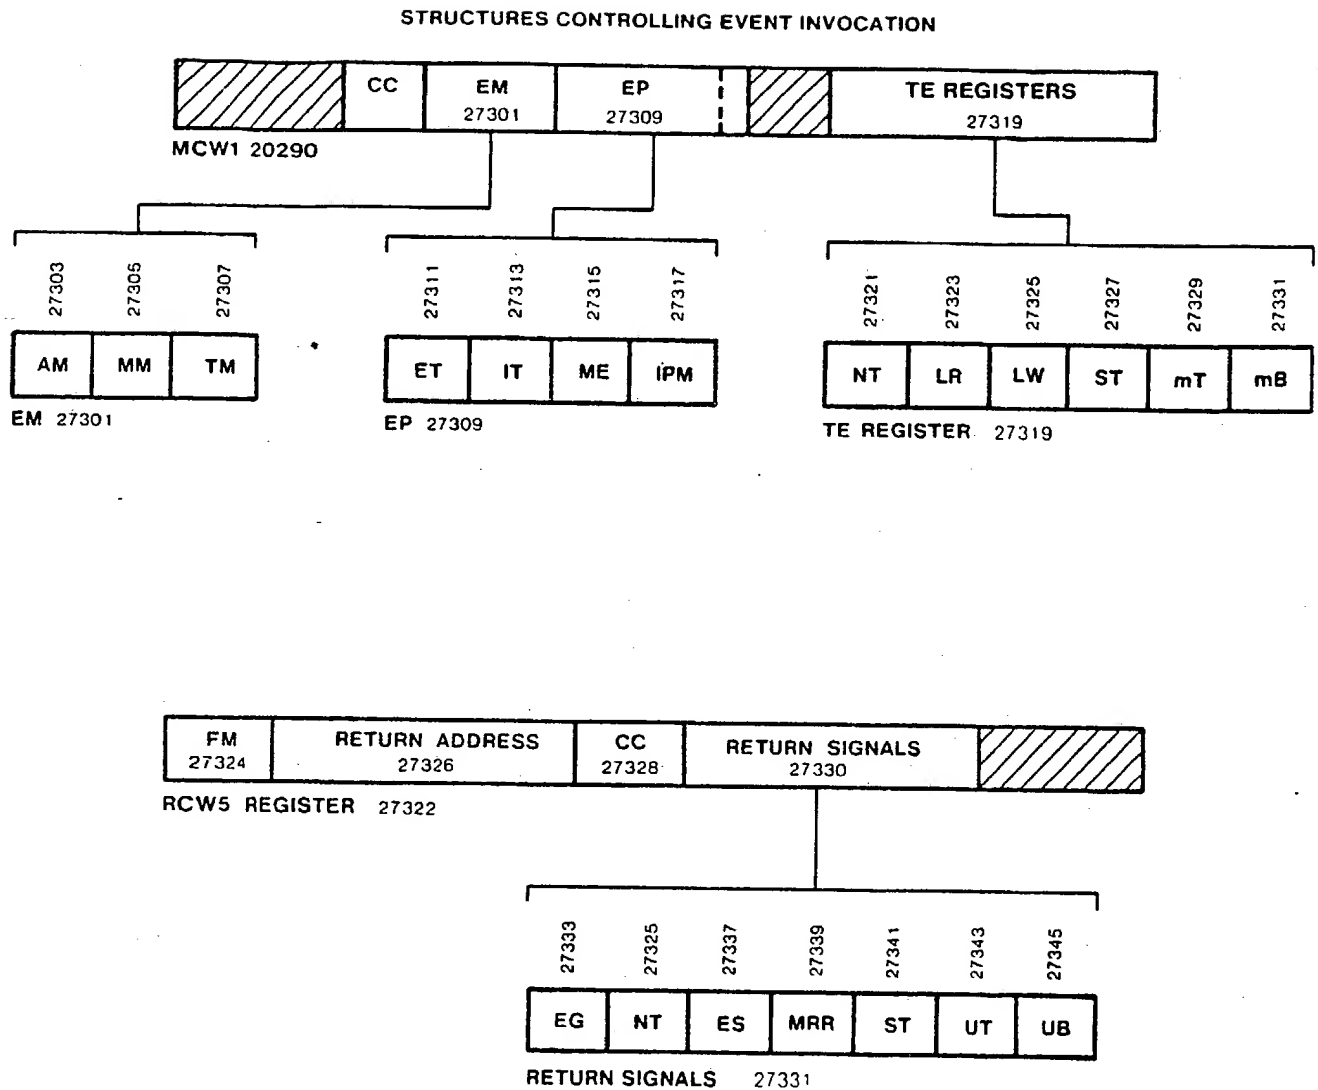 STRUCTURES CONTROLLING EVENT INVOCATION
CC EM EP TE REGISTERS
27301 27309 27319
MCW1 20290
27303 27305 27307
AM MM TM
EM 27301
27311 27313 27315 27317
ET IT ME IPM
EP 27309
27321 27323 27325 27327 27329 27331
NT LR LW ST mT mB
TE REGISTER 27319
FM RETURN ADDRESS CC RETURN SIGNALS
27324 27326 27328 27330
RCW5 REGISTER 27322
27333 27325 27337 27339 27341 27343 27345
EG NT ES MRR ST UT UB
RETURN SIGNALS 27331